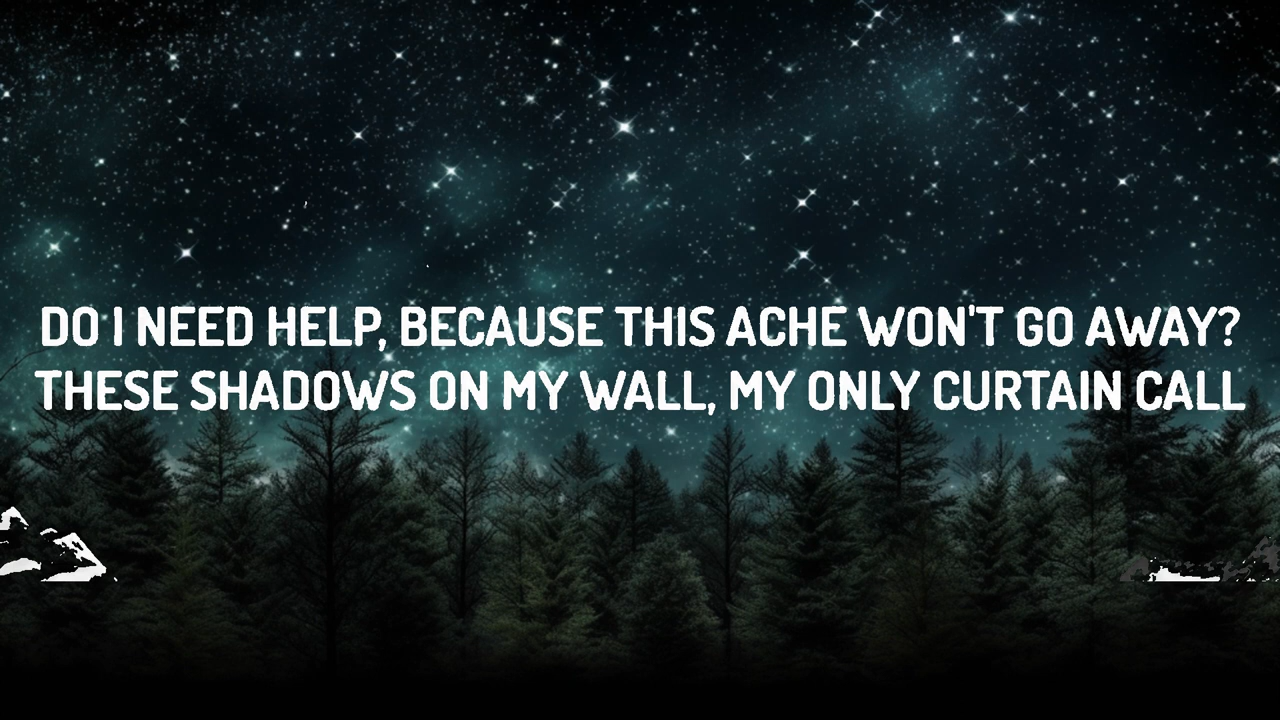 DO I NEED HELP, BECAUSE THIS ACHE WON'T GO AWAY?
THESE SHADOWS ON MY WALL, MY ONLY CURTAIN CALL